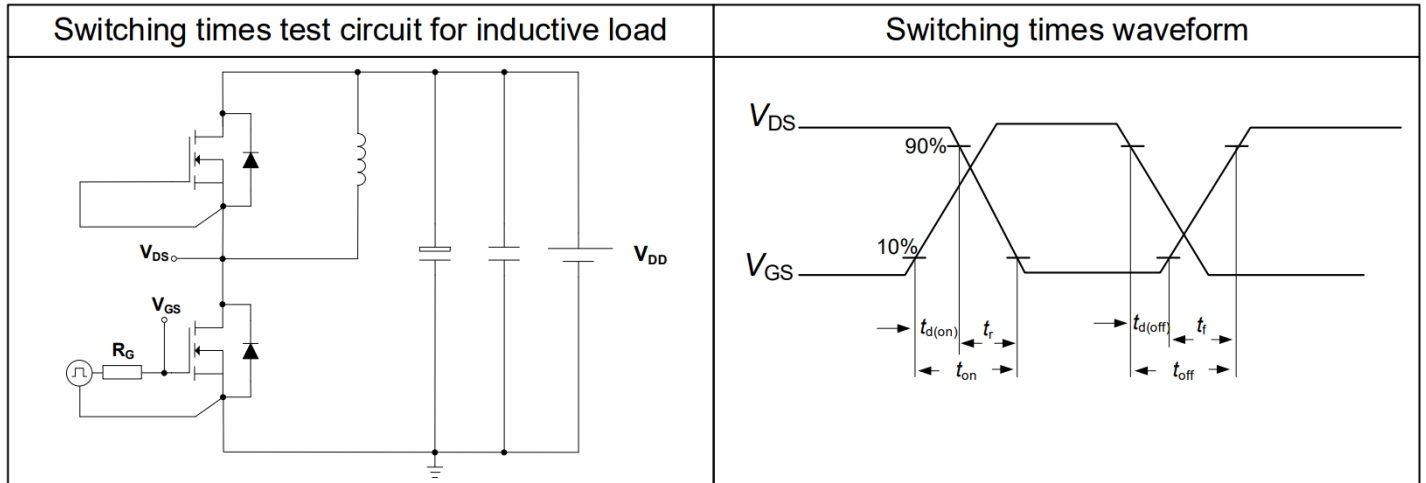 Switching times test circuit for inductive load
Switching times waveform
VDS
VGS
RG
VDD
VDS
90%
10%
VGS
td(on)
tr
td(off)
tf
ton
toff